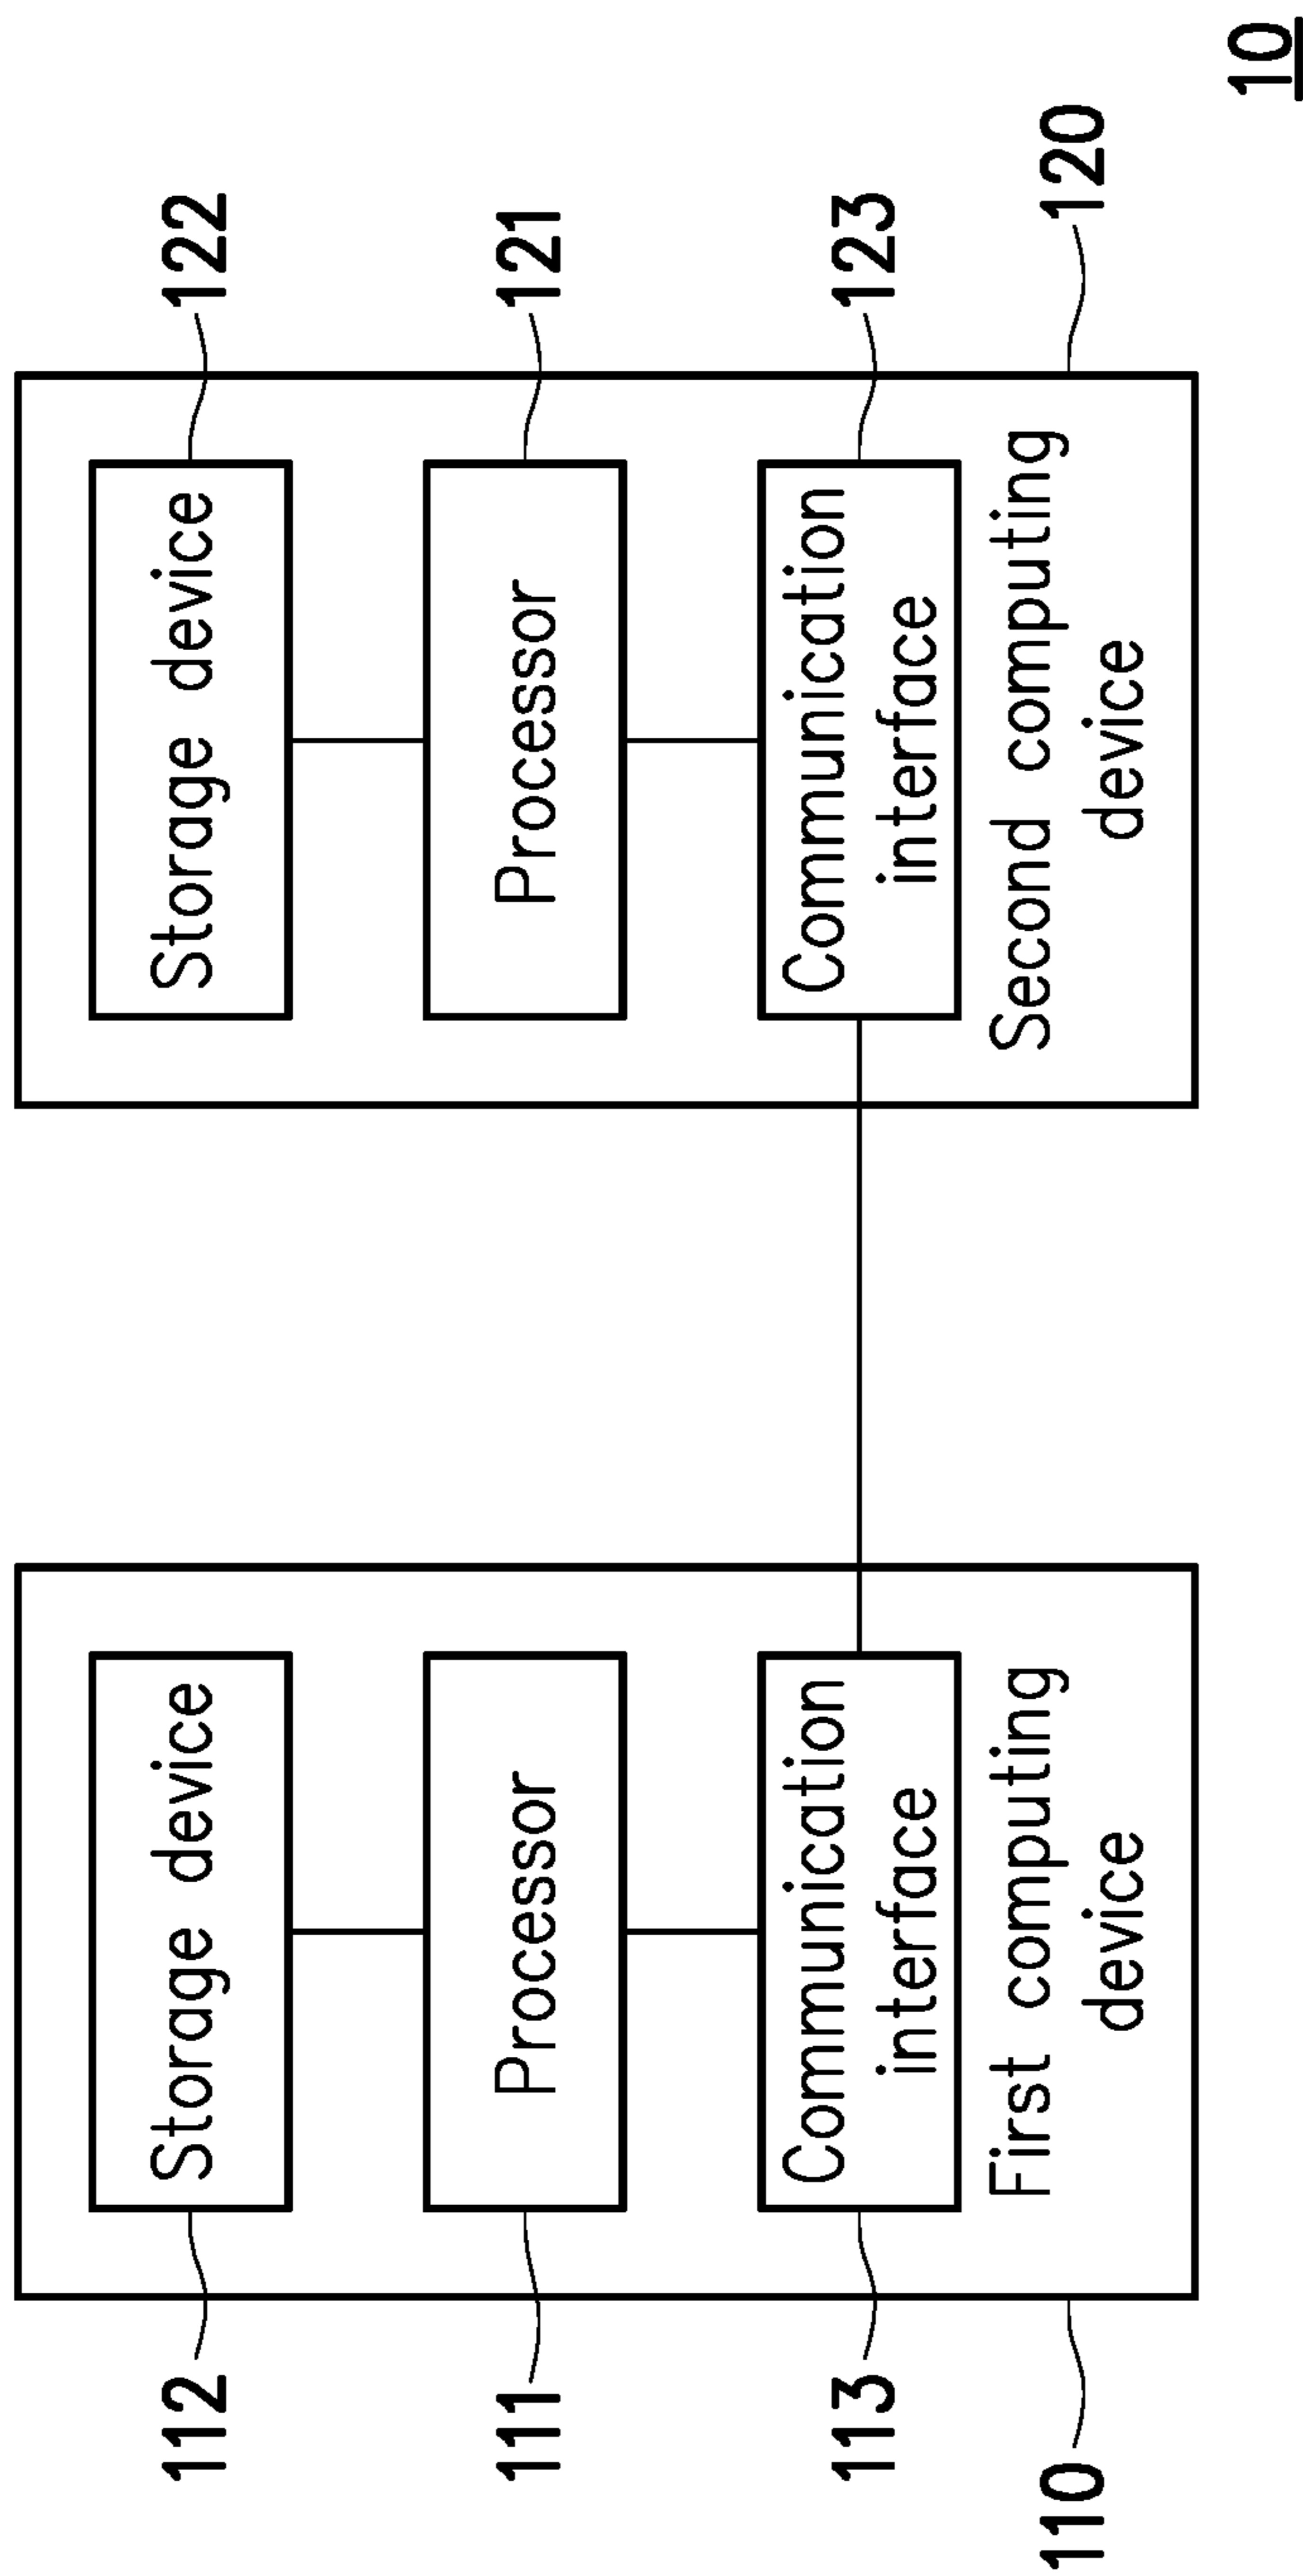 112
Storage device
111
Processor
113
Communication
interface
110
First computing
device
Storage device
122
Processor
121
Communication
interface
123
Second computing
device
120
10